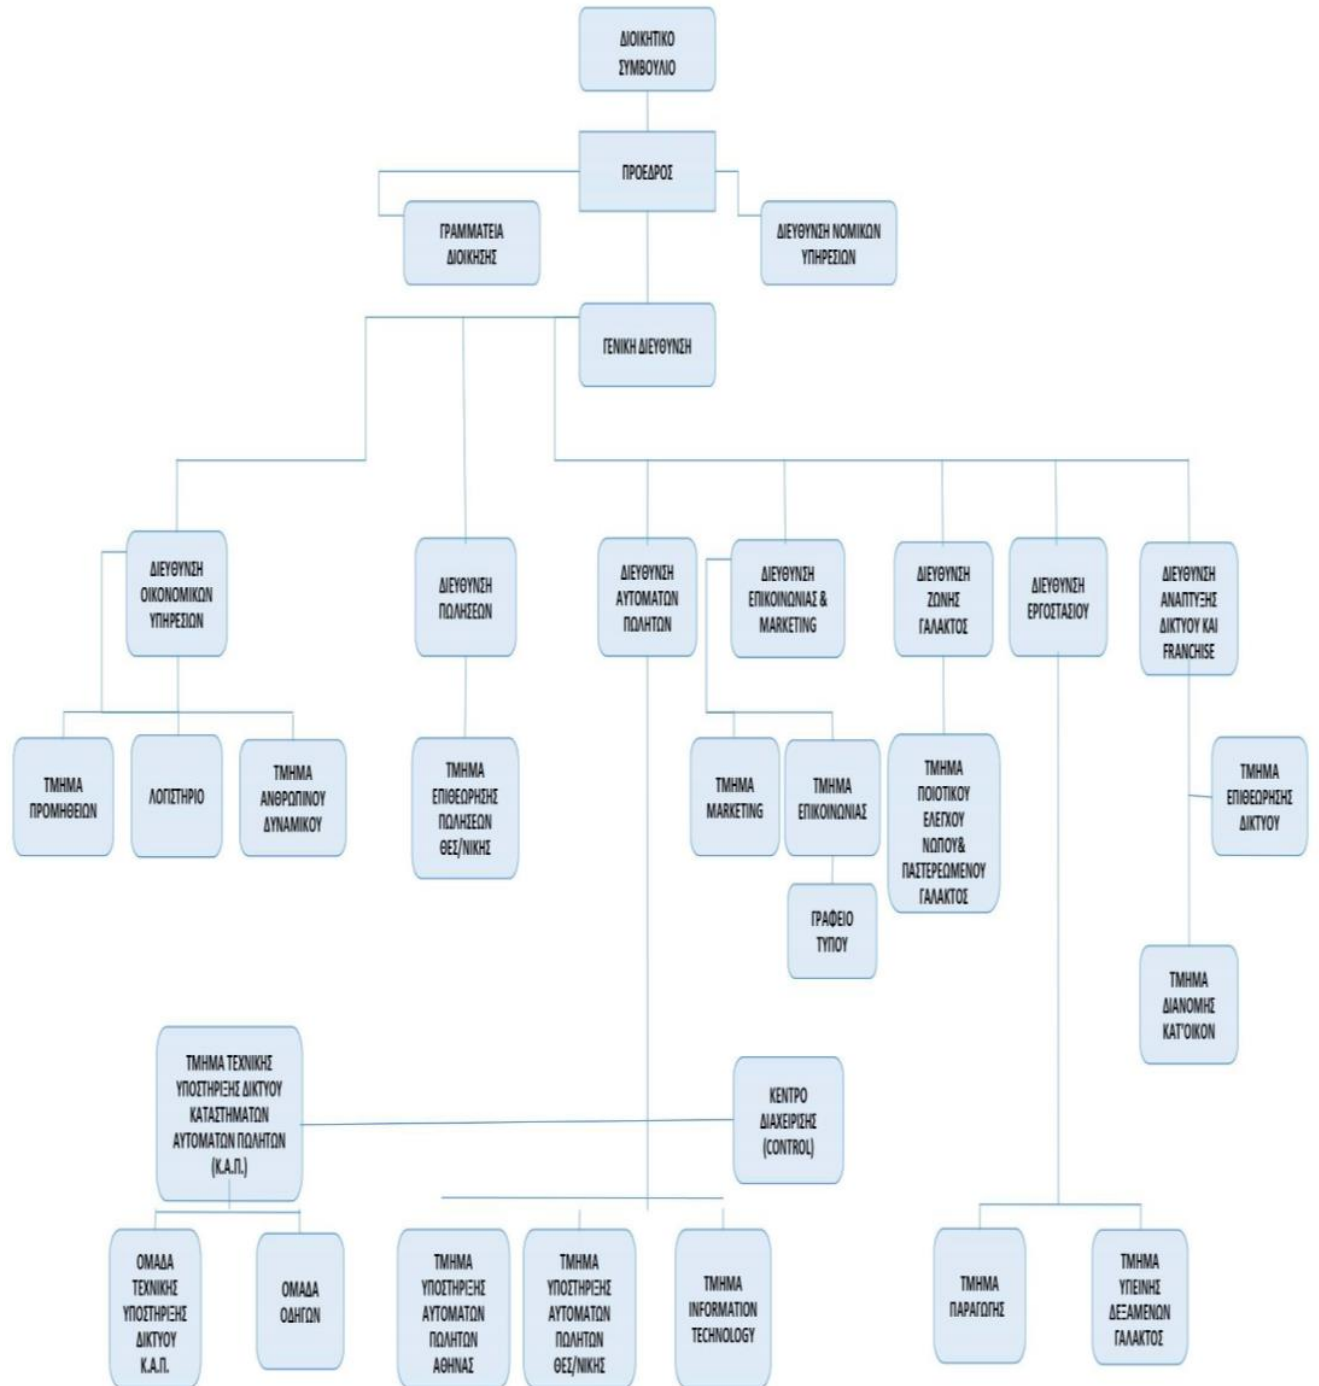 ΔΙΟΙΚΗΤΙΚΟ
ΣΥΜΒΟΥΛΙΟ
ΠΡΟΕΔΡΟΣ
ΓΡΑΜΜΑΤΕΙΑ
ΔΙΟΙΚΗΣΗΣ
ΔΙΕΥΘΥΝΣΗ ΝΟΜΙΚΩΝ
ΥΠΗΡΕΣΙΩΝ
ΓΕΝΙΚΗ ΔΙΕΥΘΥΝΣΗ
ΔΙΕΥΘΥΝΣΗ
ΟΙΚΟΝΟΜΙΚΩΝ
ΥΠΗΡΕΣΙΩΝ
ΔΙΕΥΘΥΝΣΗ
ΠΩΛΗΣΕΩΝ
ΔΙΕΥΘΥΝΣΗ
ΑΥΤΟΜΑΤΩΝ
ΠΩΛΗΤΩΝ
ΔΙΕΥΘΥΝΣΗ
ΕΠΙΚΟΙΝΩΝΙΑΣ &
MARKETING
ΔΙΕΥΘΥΝΣΗ
ΖΩΝΗΣ
ΓΑΛΑΚΤΟΣ
ΔΙΕΥΘΥΝΣΗ
ΕΡΓΟΣΤΑΣΙΟΥ
ΔΙΕΥΘΥΝΣΗ
ΑΝΑΠΤΥΞΗΣ
ΔΙΚΤΥΟΥ ΚΑΙ
FRANCHISE
ΤΜΗΜΑ
ΠΡΟΜΗΘΕΙΩΝ
ΛΟΓΙΣΤΗΡΙΟ
ΤΜΗΜΑ
ΑΝΘΡΩΠΙΝΟΥ
ΔΥΝΑΜΙΚΟΥ
ΤΜΗΜΑ
ΕΠΙΘΕΩΡΗΣΗΣ
ΠΩΛΗΣΕΩΝ
ΘΕΣ/ΝΙΚΗΣ
ΤΜΗΜΑ
MARKETING
ΤΜΗΜΑ
ΕΠΙΚΟΙΝΩΝΙΑΣ
ΤΜΗΜΑ
ΠΟΙΟΤΙΚΟΥ
ΕΛΕΓΧΟΥ
ΝΩΠΟΥ&
ΠΑΣΤΕΡΕΩΜΕΝΟΥ
ΓΑΛΑΚΤΟΣ
ΤΜΗΜΑ
ΕΠΙΘΕΩΡΗΣΗΣ
ΔΙΚΤΥΟΥ
ΓΡΑΦΕΙΟ
ΤΥΠΟΥ
ΤΜΗΜΑ
ΔΙΑΝΟΜΗΣ
ΚΑΤ'ΟΙΚΟΝ
ΤΜΗΜΑ ΤΕΧΝΙΚΗΣ
ΥΠΟΣΤΗΡΙΞΗΣ ΔΙΚΤΥΟΥ
ΚΑΤΑΣΤΗΜΑΤΩΝ
ΑΥΤΟΜΑΤΩΝ ΠΩΛΗΤΩΝ
(Κ.Α.Π.)
ΚΕΝΤΡΟ
ΔΙΑΧΕΙΡΙΣΗΣ
(CONTROL)
ΟΜΑΔΑ
ΤΕΧΝΙΚΗΣ
ΥΠΟΣΤΗΡΙΞΗΣ
ΔΙΚΤΥΟΥ
Κ.Α.Π.
ΟΜΑΔΑ
ΟΔΗΓΩΝ
ΤΜΗΜΑ
ΥΠΟΣΤΗΡΙΞΗΣ
ΑΥΤΟΜΑΤΩΝ
ΠΩΛΗΤΩΝ
ΑΘΗΝΑΣ
ΤΜΗΜΑ
ΥΠΟΣΤΗΡΙΞΗΣ
ΑΥΤΟΜΑΤΩΝ
ΠΩΛΗΤΩΝ
ΘΕΣ/ΝΙΚΗΣ
ΤΜΗΜΑ
INFORMATION
TECHNOLOGY
ΤΜΗΜΑ
ΠΑΡΑΓΩΓΗΣ
ΤΜΗΜΑ
ΥΓΙΕΙΝΗΣ
ΔΕΞΑΜΕΝΩΝ
ΓΑΛΑΚΤΟΣ